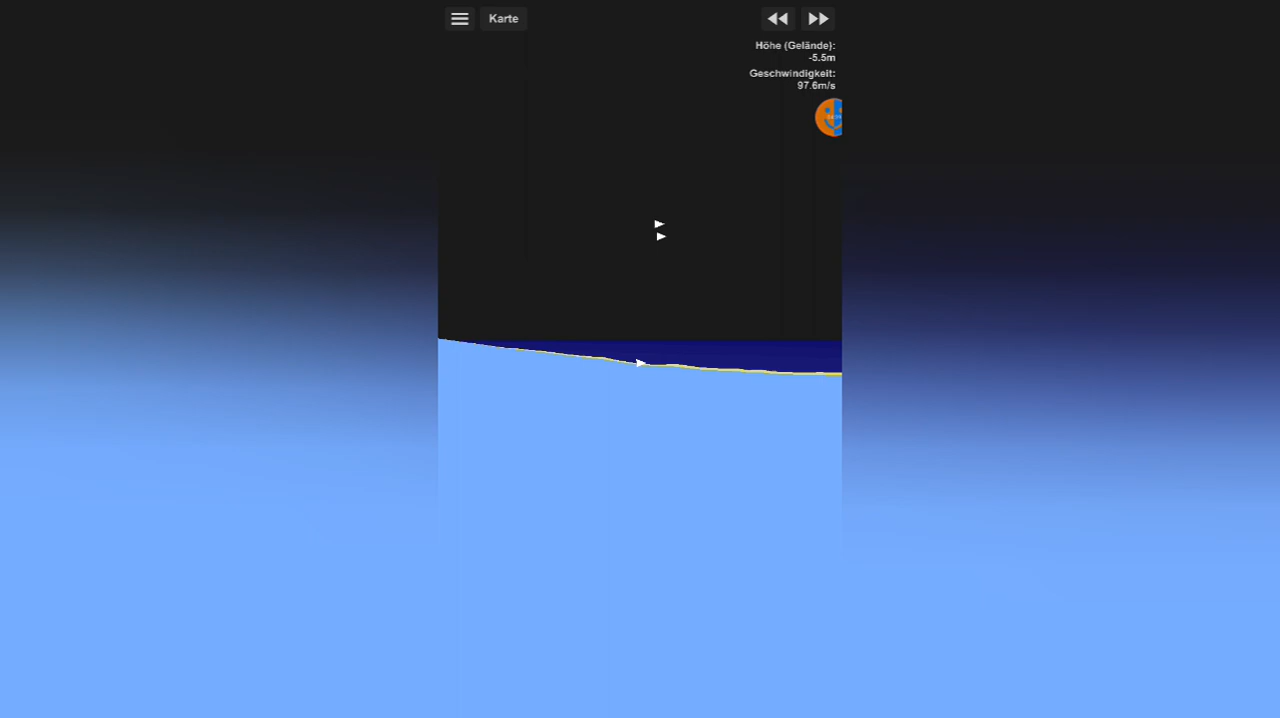 Karte
Höhe (Gelände):
-5.5m
Geschwindigkeit:
97.6m/s